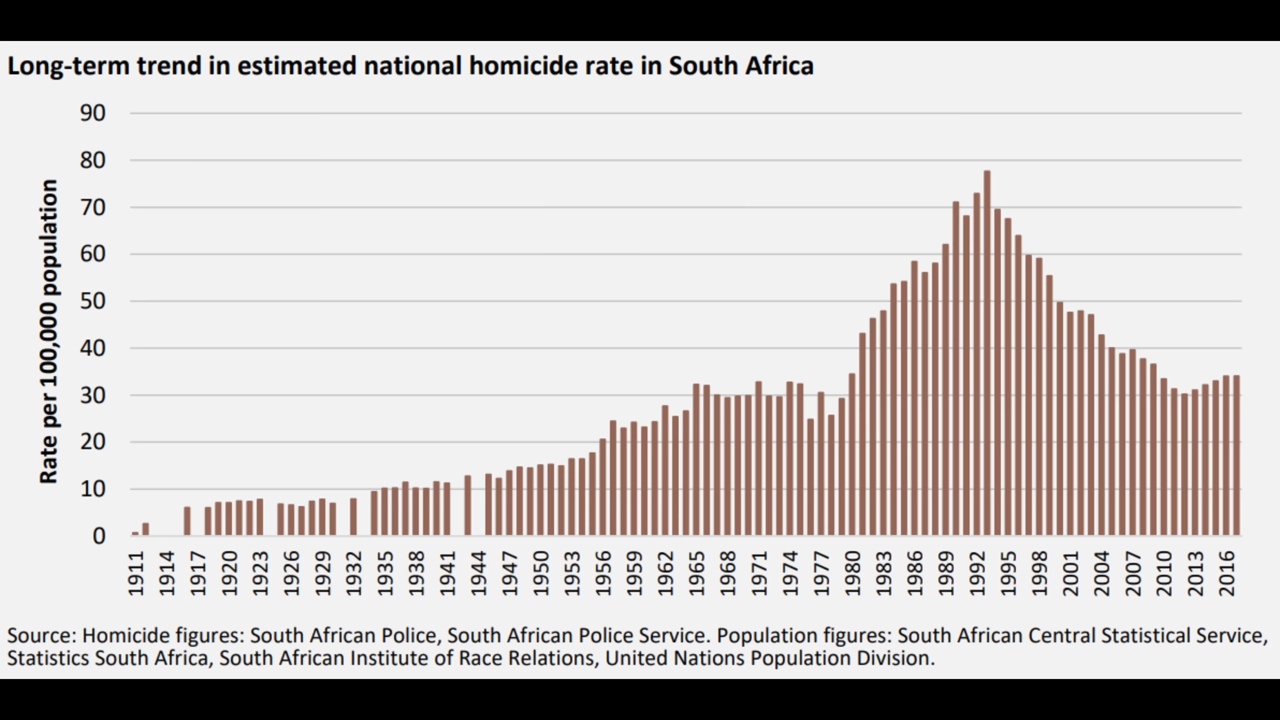 Long-term trend in estimated national homicide rate in South Africa
90
80
70
60
50
40
30
20
10
0
Rate per 100,000 population
1911 1914 1917 1920 1923 1926 1929 1932 1935 1938 1941 1944 1947 1950 1953 1956 1959 1962 1965 1968 1971 1974 1977 1980 1983 1986 1989 1992 1995 1998 2001 2004 2007 2010 2013 2016
Source: Homicide figures: South African Police, South African Police Service. Population figures: South African Central Statistical Service,
Statistics South Africa, South African Institute of Race Relations, United Nations Population Division.